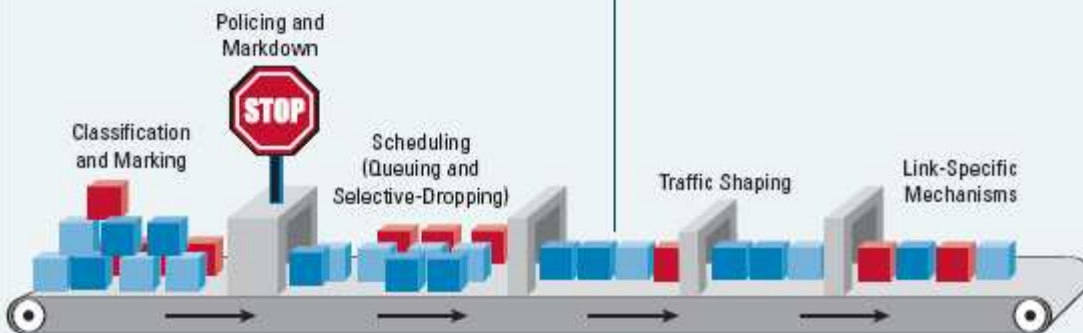 Policing and
Markdown
STOP
Classification
and Marking
Scheduling
(Queuing and
Selective-Dropping)
Traffic Shaping
Link-Specific
Mechanisms